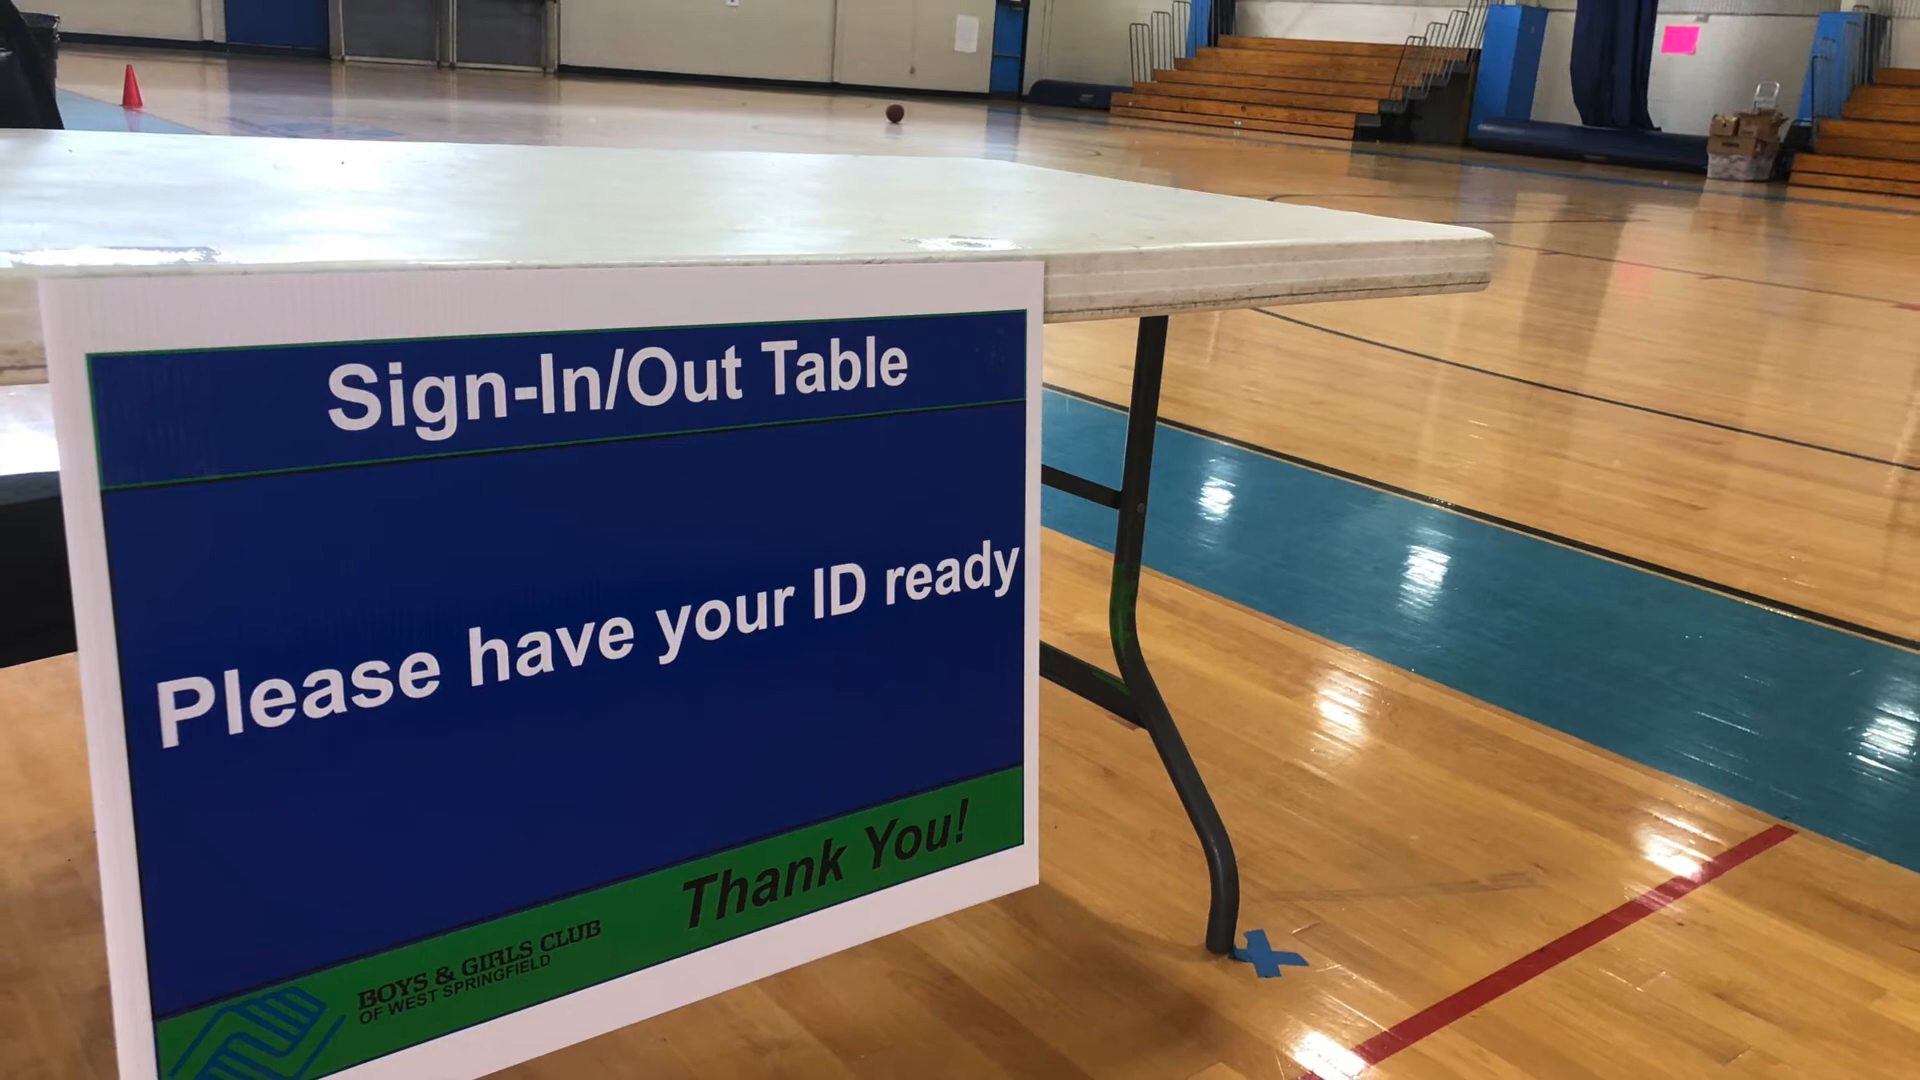 Sign-In/Out Table
Please have your ID ready
Thank You!
BOYS & GIRLS CLUB
OF WEST SPRINGFIELD